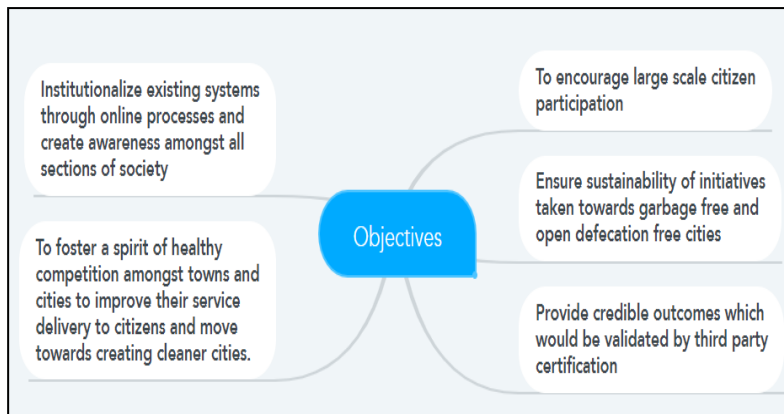 Institutionalize existing systems
through online processes and
create awareness amongst all
sections of society
To foster a spirit of healthy
competition amongst towns and
cities to improve their service
delivery to citizens and move
towards creating cleaner cities.
Objectives
To encourage large scale citizen
participation
Ensure sustainability of initiatives
taken towards garbage free and
open defecation free cities
Provide credible outcomes which
would be validated by third party
certification